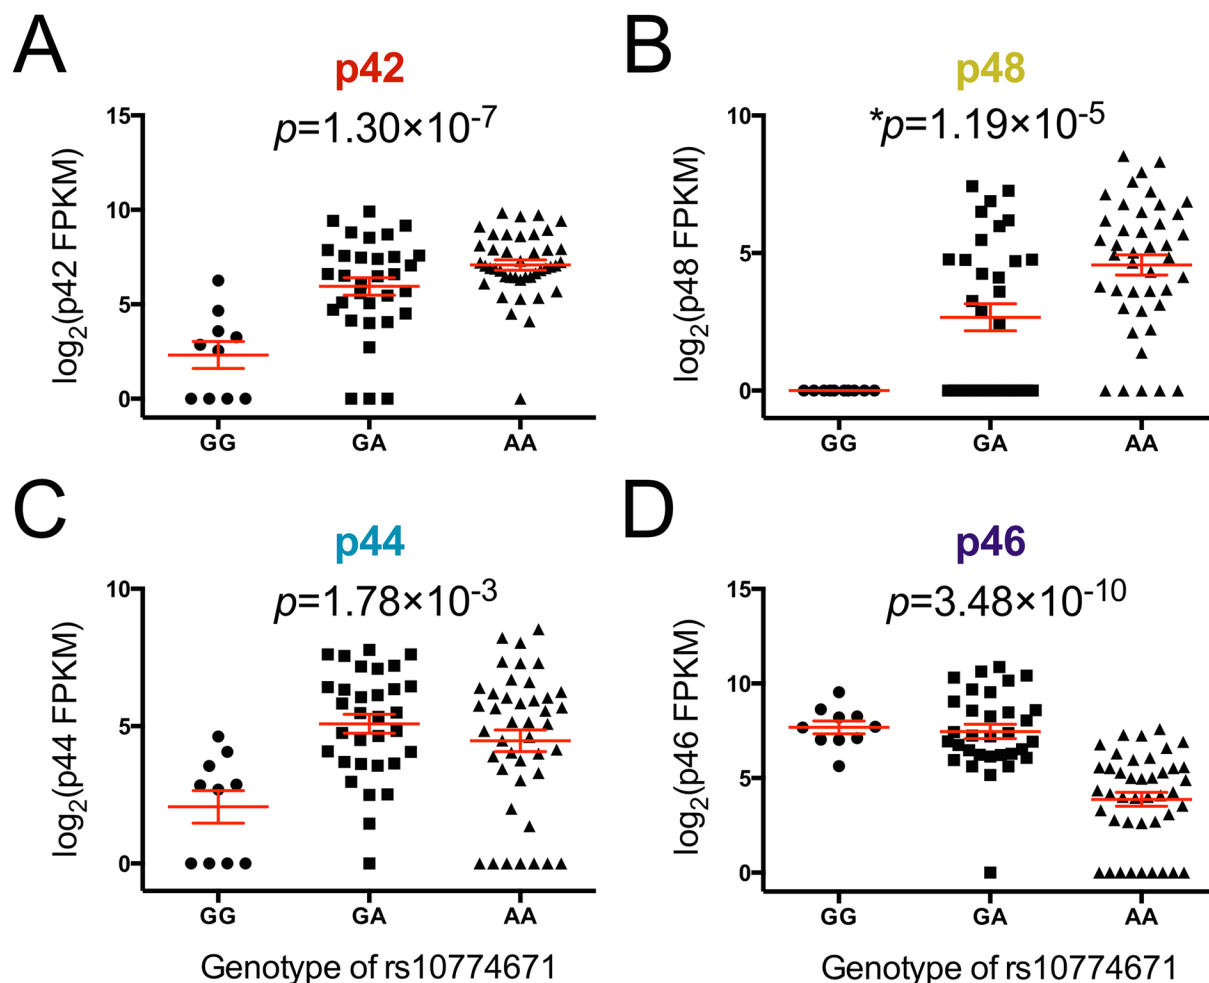 A
p42
p=1.30×10-7
log2(p42 FPKM)
15
10
5
0
GG GA AA
B
p48
*p=1.19×10-5
log2(p48 FPKM)
10
5
0
GG GA AA
C
p44
p=1.78×10-3
log2(p44 FPKM)
10
5
0
GG GA AA
Genotype of rs10774671
D
p46
p=3.48×10-10
log2(p46 FPKM)
15
10
5
0
GG GA AA
Genotype of rs10774671